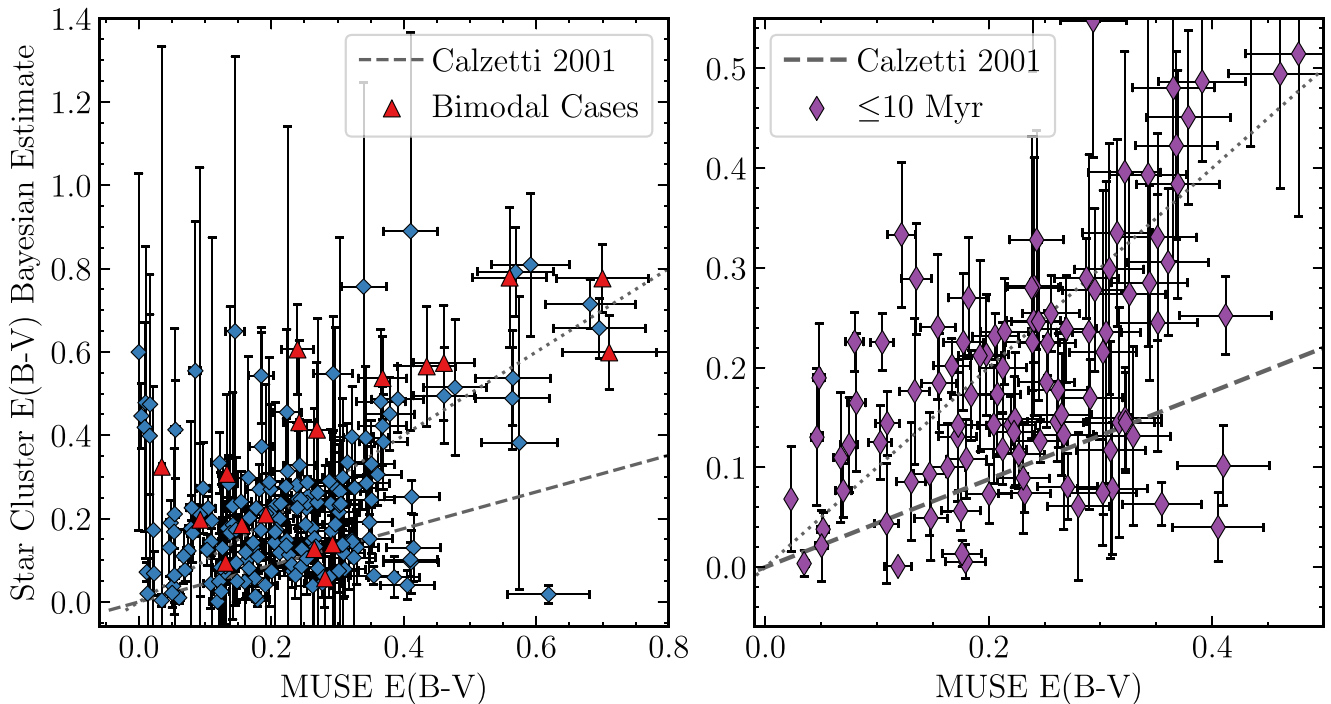 Star Cluster E(B-V) Bayesian Estimate
1.4
1.2
1.0
0.8
0.6
0.4
0.2
0.0
Calzetti 2001
Bimodal Cases
0.0 0.2 0.4 0.6 0.8
MUSE E(B-V)
0.5
0.4
0.3
0.2
0.1
0.0
Calzetti 2001
≤10 Myr
0.0 0.2 0.4
MUSE E(B-V)